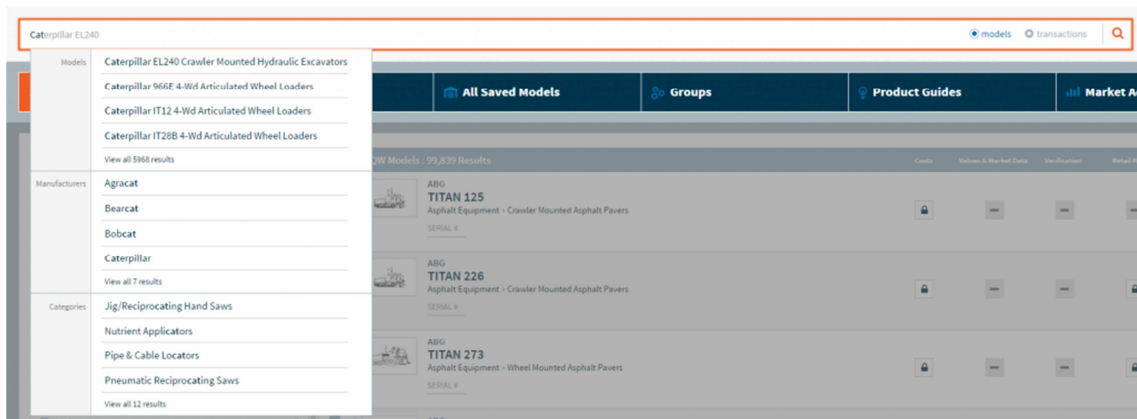 Caterpillar EL240
models
transactions
Models
Caterpillar EL240 Crawler Mounted Hydraulic Excavators
Caterpillar 966E 4-Wd Articulated Wheel Loaders
Caterpillar IT12 4-Wd Articulated Wheel Loaders
Caterpillar IT28B 4-Wd Articulated Wheel Loaders
View all 5968 results
Manufacturers
Agracat
Bearcat
Bobcat
Caterpillar
View all 7 results
Categories
Jig/Reciprocating Hand Saws
Nutrient Applicators
Pipe & Cable Locators
Pneumatic Reciprocating Saws
View all 12 results
All Saved Models
Groups
Product Guides
Market A
QW Models : 99,839 Results
Costs
Values & Market Data
Verification
Retail
ABG
TITAN 125
Asphalt Equipment › Crawler Mounted Asphalt Pavers
SERIAL #
ABG
TITAN 226
Asphalt Equipment › Crawler Mounted Asphalt Pavers
SERIAL #
ABG
TITAN 273
Asphalt Equipment › Wheel Mounted Asphalt Pavers
SERIAL #